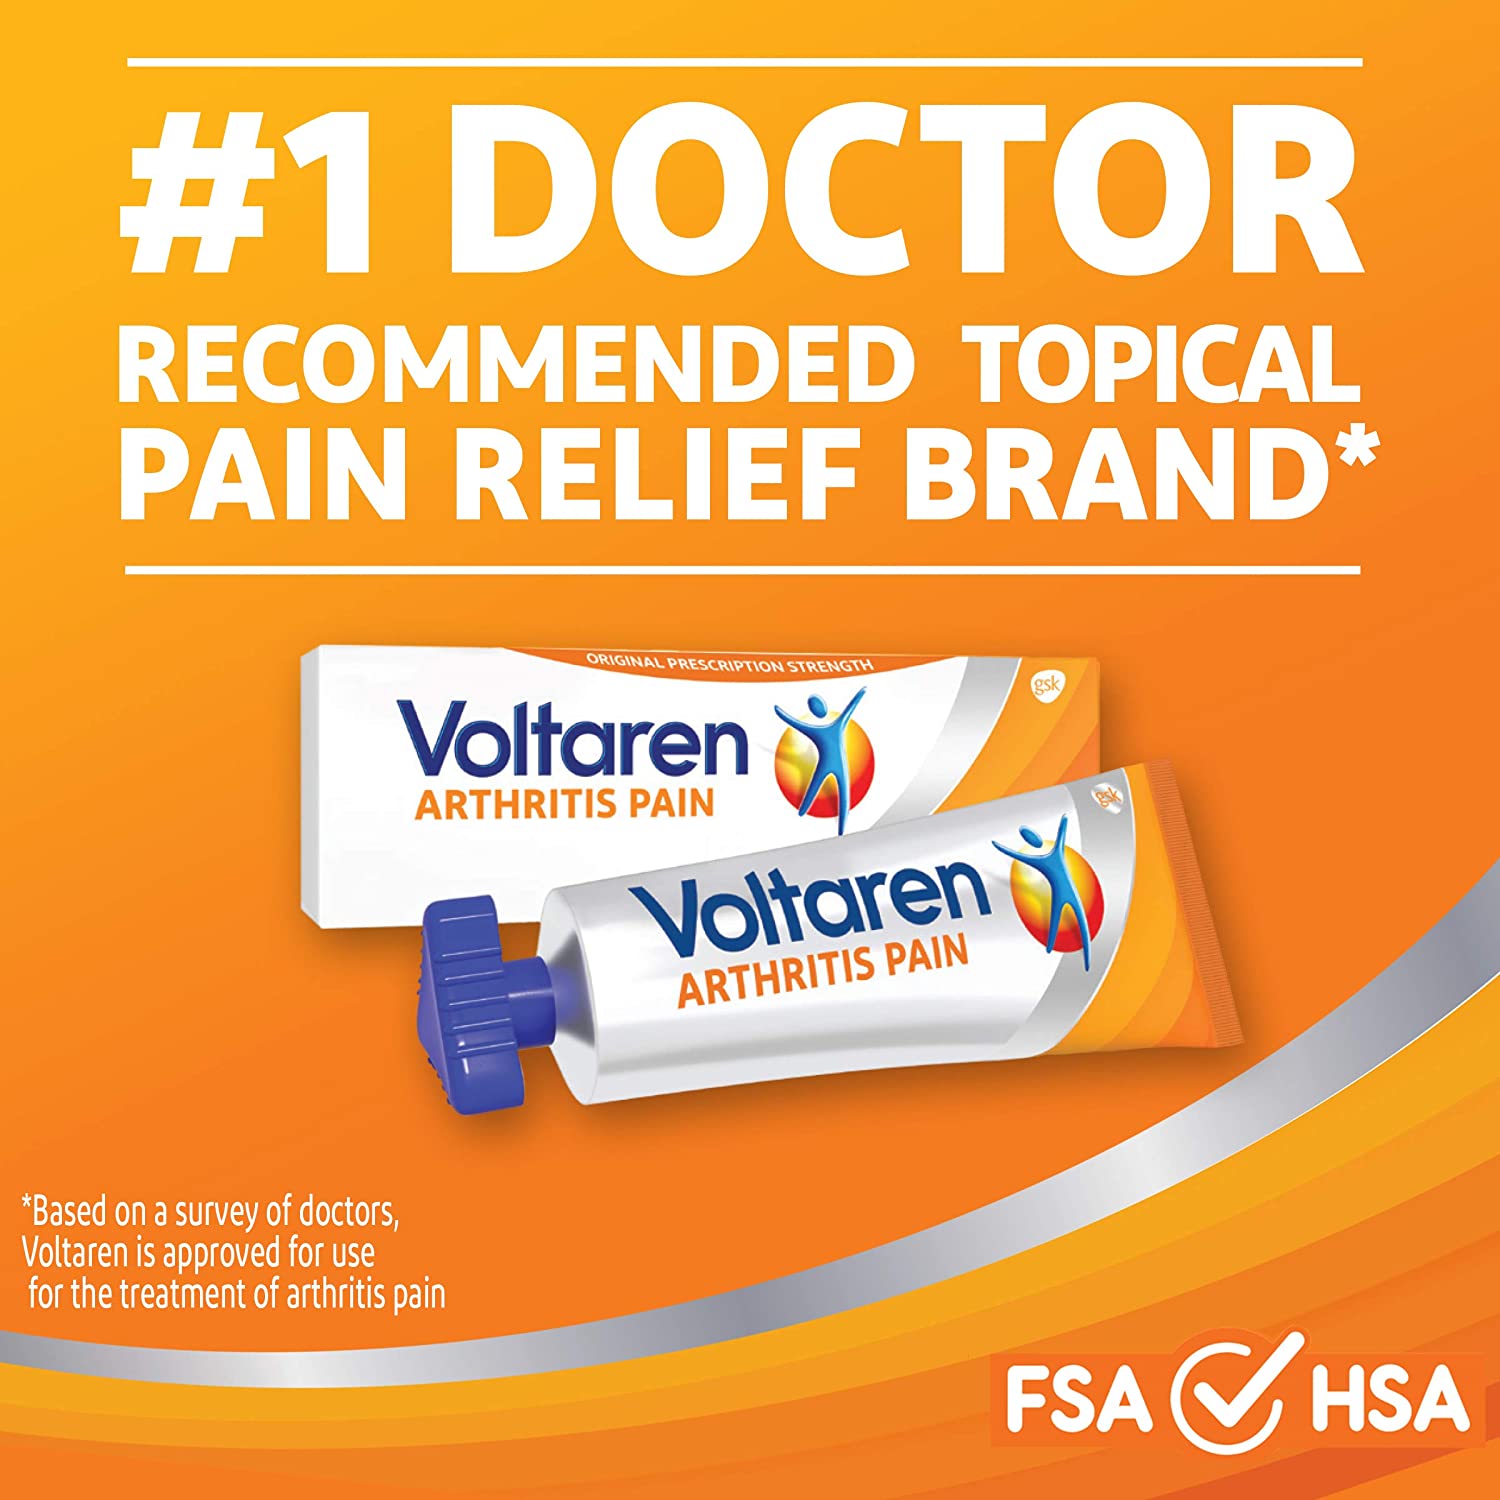 #1 DOCTOR
RECOMMENDED TOPICAL
PAIN RELIEF BRAND*
ORIGINAL PRESCRIPTION STRENGTH
gsk
Voltaren
ARTHRITIS PAIN
gsk
Voltaren
ARTHRITIS PAIN
*Based on a survey of doctors,
Voltaren is approved for use
for the treatment of arthritis pain
FSA HSA